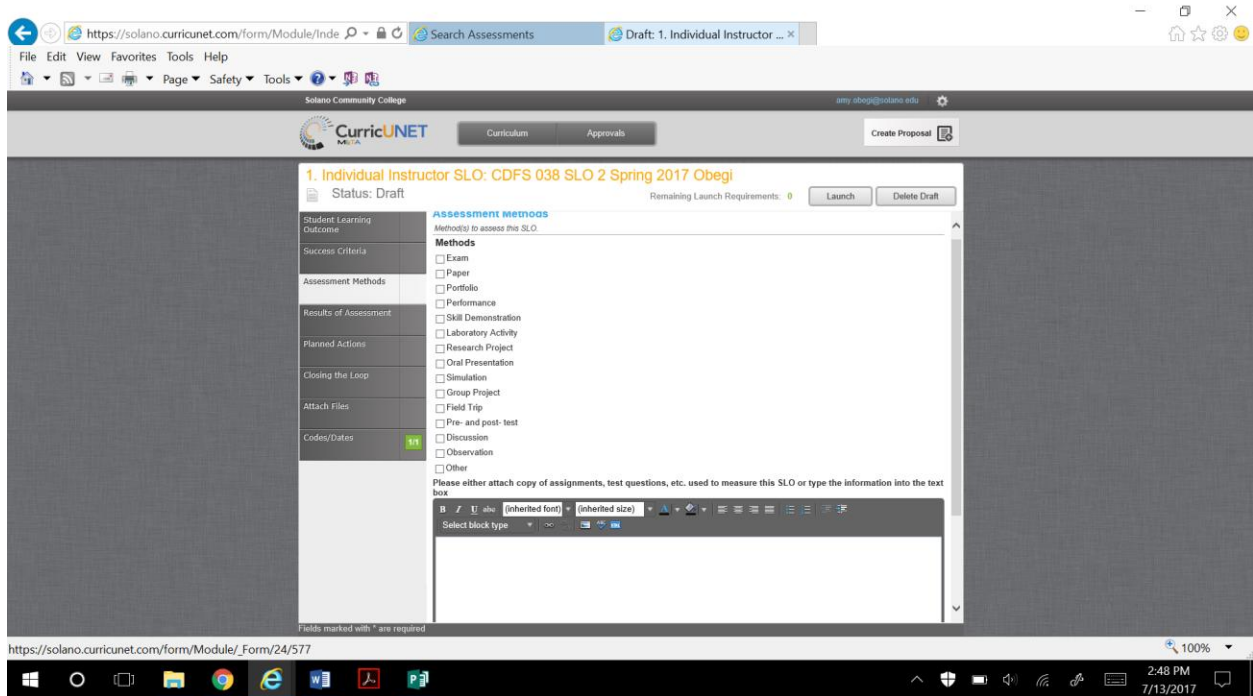 https://solano.curricunet.com/form/Module/Inde
Search Assessments
Draft: 1. Individual Instructor ...
File Edit View Favorites Tools Help
Page Safety Tools
Solano Community College
amy.obegi@solano.edu
CurricUNET
META
Curriculum
Approvals
Create Proposal
1. Individual Instructor SLO: CDFS 038 SLO 2 Spring 2017 Obegi
Status: Draft
Remaining Launch Requirements: 0
Launch
Delete Draft
Student Learning
Outcome
Success Criteria
Assessment Methods
Results of Assessment
Planned Actions
Closing the Loop
Attach Files
Codes/Dates
1/1
Assessment Methods
Method(s) to assess this SLO.
Methods
Exam
Paper
Portfolio
Performance
Skill Demonstration
Laboratory Activity
Research Project
Oral Presentation
Simulation
Group Project
Field Trip
Pre- and post- test
Discussion
Observation
Other
Please either attach copy of assignments, test questions, etc. used to measure this SLO or type the information into the text
box
B I U abc (inherited font) (inherited size) A
Select block type
Fields marked with * are required
https://solano.curricunet.com/form/Module/_Form/24/577
100%
2:48 PM
7/13/2017